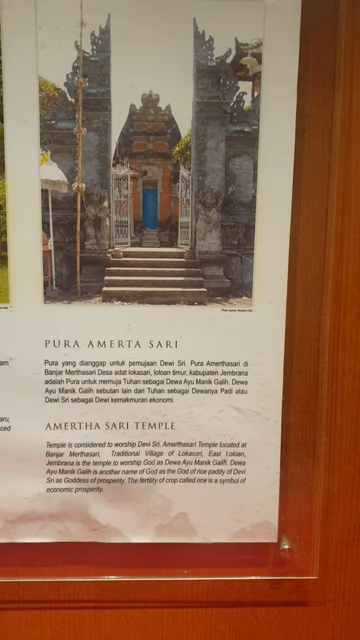 PURA AMERTA SARI
Pura yang dianggap untuk pemujaan Dewi Sri. Pura Amerthasari di
Banjar Merthasari Desa adat lokasari, loloan timur, kabupaten Jembrana
adalah Pura untuk memuja Tuhan sebagai Dewa Ayu Manik Galih. Dewa
Ayu Manik Galih sebutan lain dari Tuhan sebagai Dewanya Padi atau
Dewi Sri sebagai Dewi kemakmuran ekonomi.
AMERTHA SARI TEMPLE
Temple is considered to worship Devi Sri. Amerthasari Temple located at
Banjar Merthasari, Traditional Village of Lokasari, East Loloan,
Jembrana is the temple to worship God as Dewa Ayu Manik Galih. Dewa
Ayu Manik Galih is another name of God as the God of rice paddy of Devi
Sri as Goddess of prosperity. The fertility of crop called rice is a symbol of
economic prosperity.